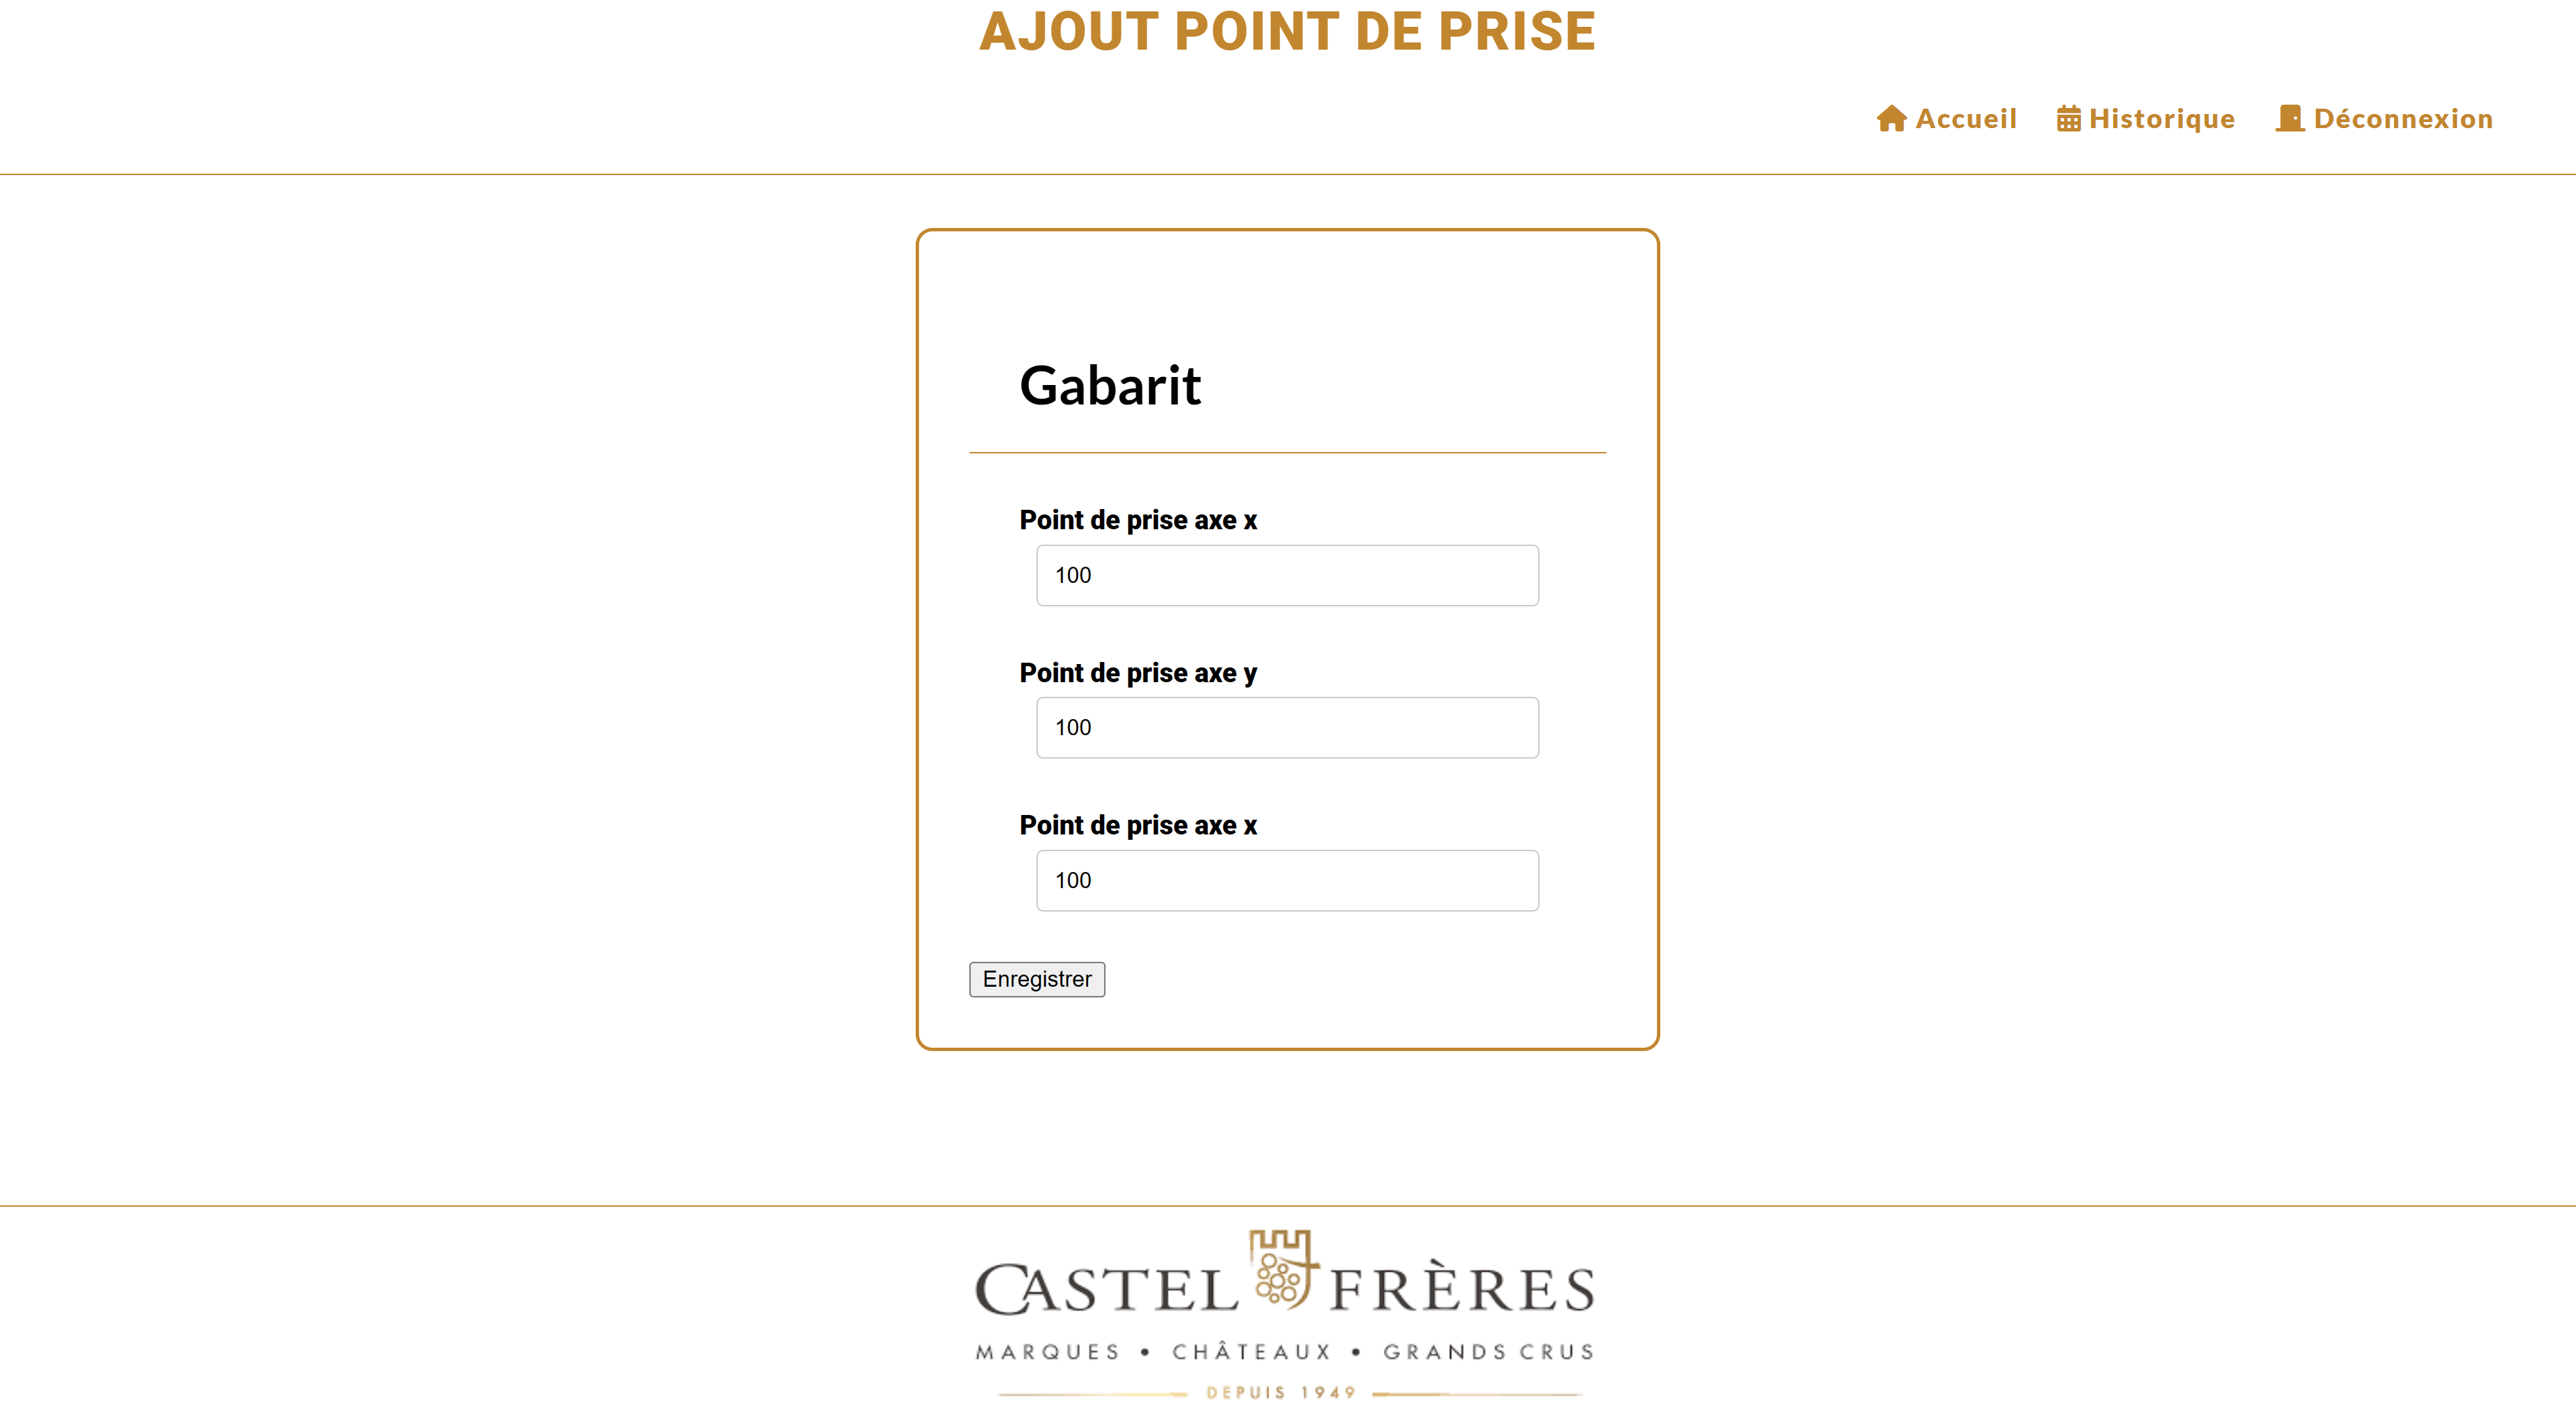 AJOUT POINT DE PRISE
Accueil Historique Déconnexion
Gabarit
Point de prise axe x
100
Point de prise axe y
100
Point de prise axe x
100
Enregistrer
CASTEL FRÈRES
MARQUES • CHÂTEAUX • GRANDS CRUS
DEPUIS 1949